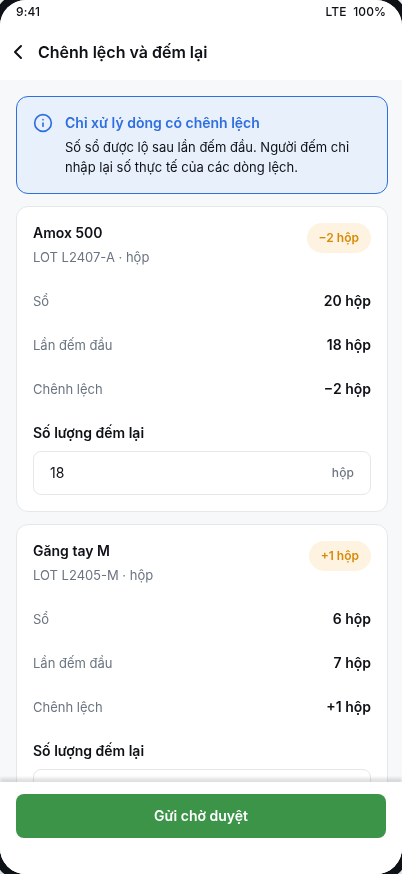 9:41
LTE 100%
Chênh lệch và đếm lại
Chỉ xử lý dòng có chênh lệch
Số sổ được lộ sau lần đếm đầu. Người đếm chỉ
nhập lại số thực tế của các dòng lệch.
Amox 500
−2 hộp
LOT L2407-A · hộp
Sổ
20 hộp
Lần đếm đầu
18 hộp
Chênh lệch
−2 hộp
Số lượng đếm lại
18
hộp
Găng tay M
+1 hộp
LOT L2405-M · hộp
Sổ
6 hộp
Lần đếm đầu
7 hộp
Chênh lệch
+1 hộp
Số lượng đếm lại
Gửi chờ duyệt